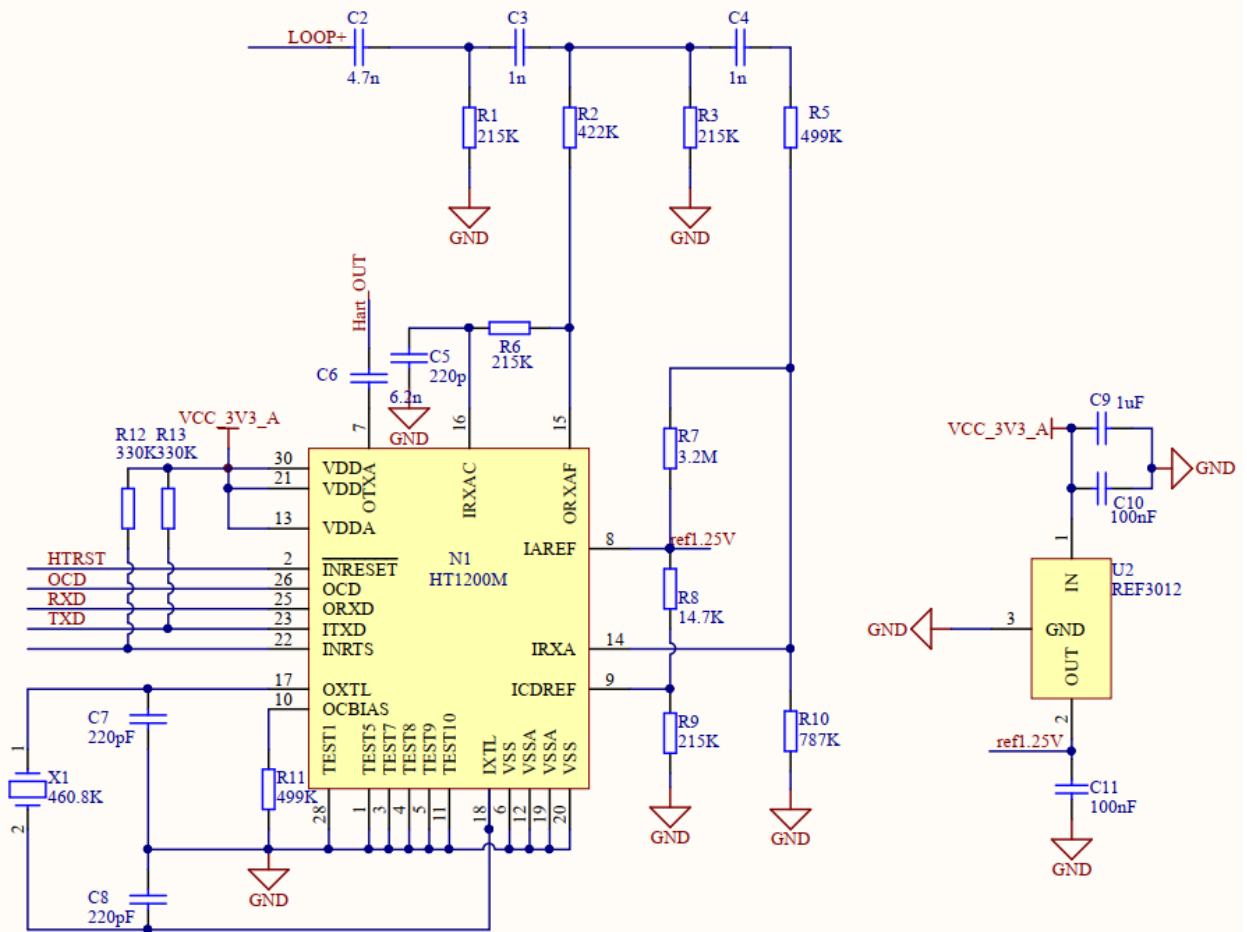 C2
C3
C4
LOOP+
4.7n
1n
1n
R1
215K
R2
422K
R3
215K
R5
499K
GND
GND
Hart_OUT
C6
6.2n
C5
220p
GND
R6
215K
VCC_3V3_A
R12
330K
R13
330K
7
16
15
30
VDD
21
VDD
13
VDDA
OTXA
IRXAC
ORXAF
N1
HT1200M
HTRST
2
INRESET
OCD
26
OCD
RXD
25
ORXD
TXD
23
ITXD
22
INRTS
17
OXTL
10
OCBIAS
IAREF
8
ref1.25V
IRXA
14
ICDREF
9
R7
3.2M
R8
14.7K
R9
215K
R10
787K
GND
GND
TEST1
TEST5
TEST7
TEST8
TEST9
TEST10
IXTL
VSS
VSSA
VSSA
VSS
28
1
3
4
5
11
18
6
12
19
20
C7
220pF
1
X1
460.8K
2
R11
499K
GND
C8
220pF
C9
1uF
VCC_3V3_A
GND
C10
100nF
1
U2
REF3012
IN
GND
3
GND
OUT
2
ref1.25V
C11
100nF
GND